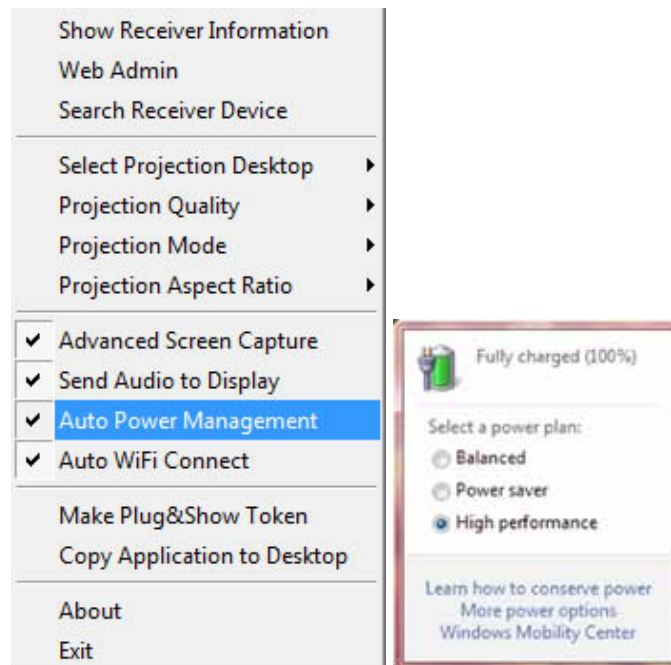 Show Receiver Information
Web Admin
Search Receiver Device
Select Projection Desktop
Projection Quality
Projection Mode
Projection Aspect Ratio
Advanced Screen Capture
Send Audio to Display
Auto Power Management
Auto WiFi Connect
Make Plug&Show Token
Copy Application to Desktop
About
Exit
Fully charged (100%)
Select a power plan:
Balanced
Power saver
High performance
Learn how to conserve power
More power options
Windows Mobility Center